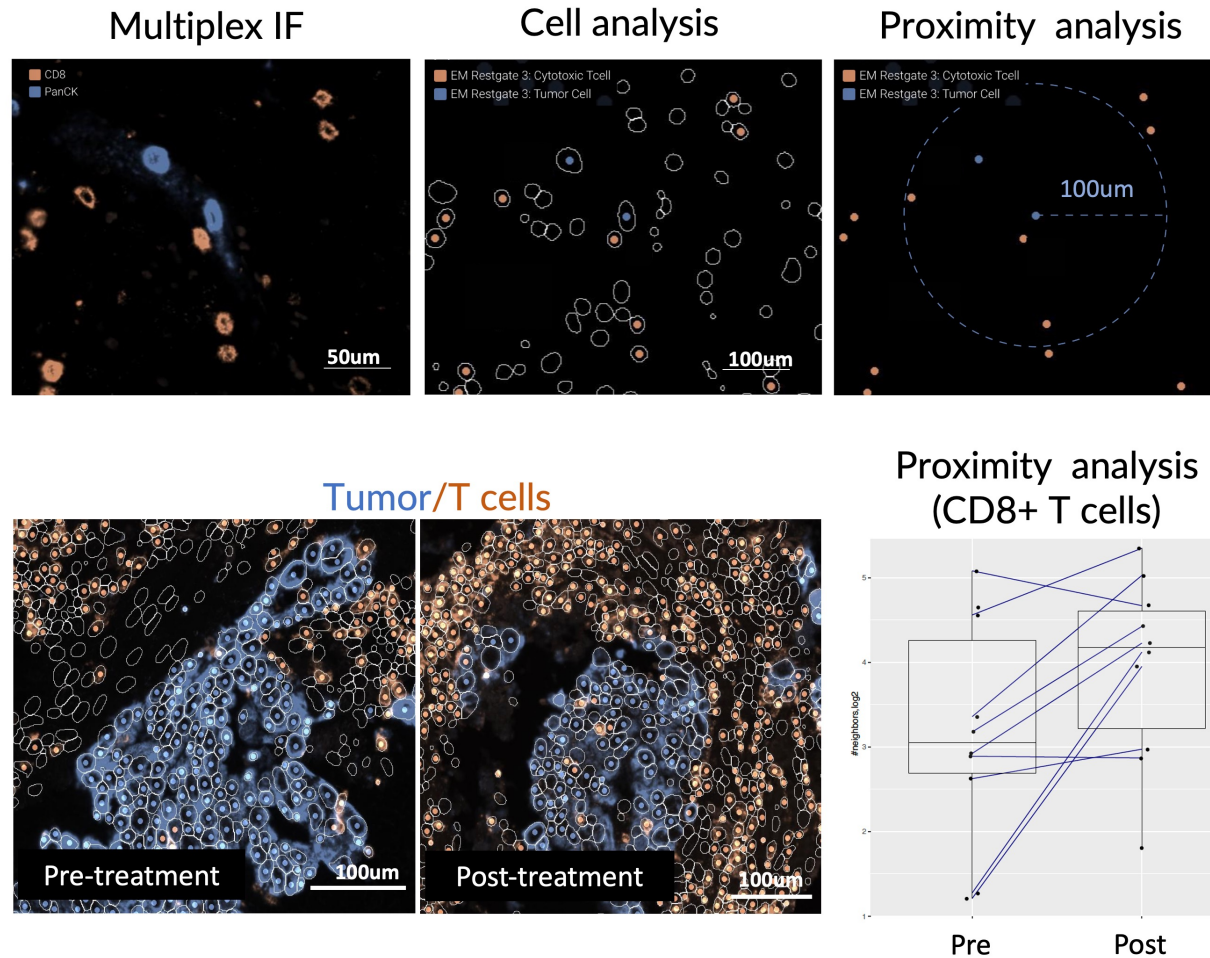 Multiplex IF
Cell analysis
Proximity analysis
CD8
PanCK
50um
EM Restgate 3: Cytotoxic Tcell
EM Restgate 3: Tumor Cell
100um
EM Restgate 3: Cytotoxic Tcell
EM Restgate 3: Tumor Cell
100um
Tumor/T cells
Pre-treatment
100um
Post-treatment
100um
Proximity analysis
(CD8+ T cells)
#neighbors,log2
5
4
3
2
1
Pre
Post